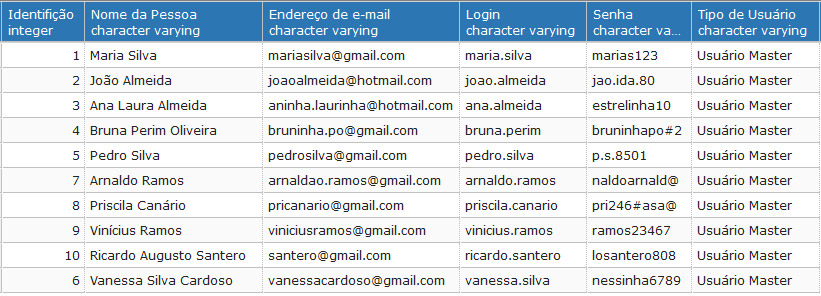 Identifição Nome da Pessoa Endereço de e-mail Login Senha Tipo de Usuário
integer character varying character varying character varying character va... character varying
1 Maria Silva mariasilva@gmail.com maria.silva marias123 Usuário Master
2 João Almeida joaoalmeida@hotmail.com joao.almeida jao.ida.80 Usuário Master
3 Ana Laura Almeida aninha.laurinha@hotmail.com ana.almeida estrelinha10 Usuário Master
4 Bruna Perim Oliveira bruninha.po@gmail.com bruna.perim bruninhapo#2 Usuário Master
5 Pedro Silva pedrosilva@gmail.com pedro.silva p.s.8501 Usuário Master
7 Arnaldo Ramos arnaldao.ramos@gmail.com arnaldo.ramos naldoarnald@ Usuário Master
8 Priscila Canário pricanario@gmail.com priscila.canario pri246#asa@ Usuário Master
9 Vinícius Ramos viniciusramos@gmail.com vinicius.ramos ramos23467 Usuário Master
10 Ricardo Augusto Santero santero@gmail.com ricardo.santero losantero808 Usuário Master
6 Vanessa Silva Cardoso vanessacardoso@gmail.com vanessa.silva nessinha6789 Usuário Master